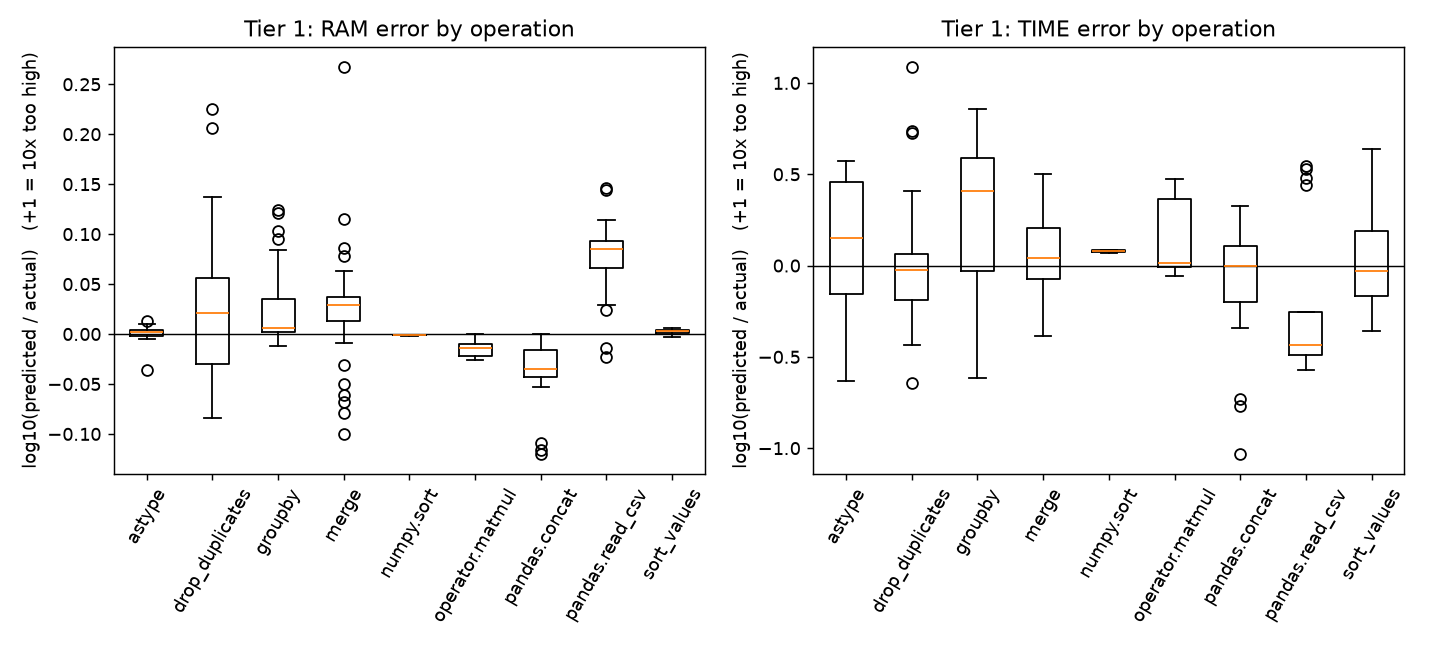 Tier 1: RAM error by operation
log10(predicted / actual)   (+1 = 10x too high)
0.25
0.20
0.15
0.10
0.05
0.00
−0.05
−0.10
astype
drop_duplicates
groupby
merge
numpy.sort
operator.matmul
pandas.concat
pandas.read_csv
sort_values
Tier 1: TIME error by operation
log10(predicted / actual)   (+1 = 10x too high)
1.0
0.5
0.0
−0.5
−1.0
astype
drop_duplicates
groupby
merge
numpy.sort
operator.matmul
pandas.concat
pandas.read_csv
sort_values